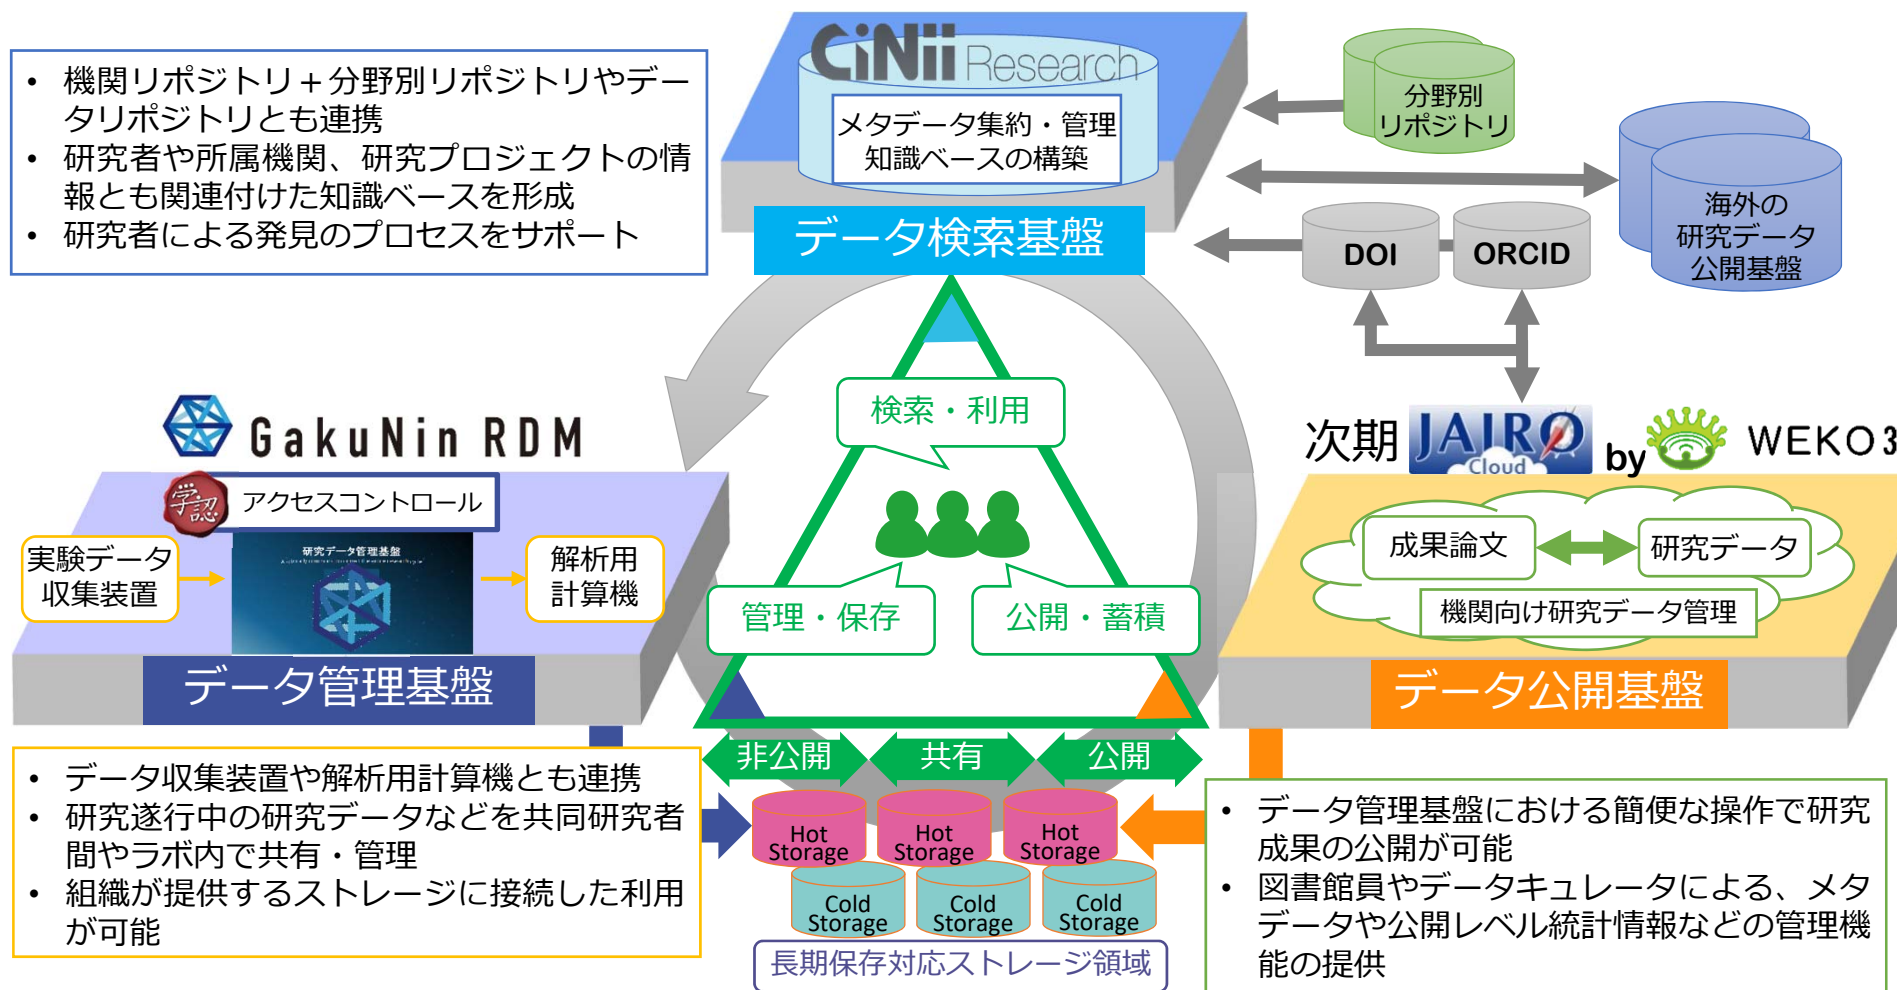 CiNii Research
メタデータ集約・管理
知識ベースの構築
データ検索基盤
• 機関リポジトリ＋分野別リポジトリやデー
タリポジトリとも連携
• 研究者や所属機関、研究プロジェクトの情
報とも関連付けた知識ベースを形成
• 研究者による発見のプロセスをサポート
分野別
リポジトリ
海外の
研究データ
公開基盤
DOI
ORCID
検索・利用
管理・保存
公開・蓄積
GakuNin RDM
学認
アクセスコントロール
実験データ
収集装置
研究データ管理基盤
解析用
計算機
データ管理基盤
次期 JAIRO Cloud by WEKO3
成果論文
研究データ
機関向け研究データ管理
データ公開基盤
非公開
共有
公開
• データ収集装置や解析用計算機とも連携
• 研究遂行中の研究データなどを共同研究者
間やラボ内で共有・管理
• 組織が提供するストレージに接続した利用
が可能
Hot
Storage
Hot
Storage
Hot
Storage
Cold
Storage
Cold
Storage
Cold
Storage
長期保存対応ストレージ領域
• データ管理基盤における簡便な操作で研究
成果の公開が可能
• 図書館員やデータキュレータによる、メタ
データや公開レベル統計情報などの管理機
能の提供